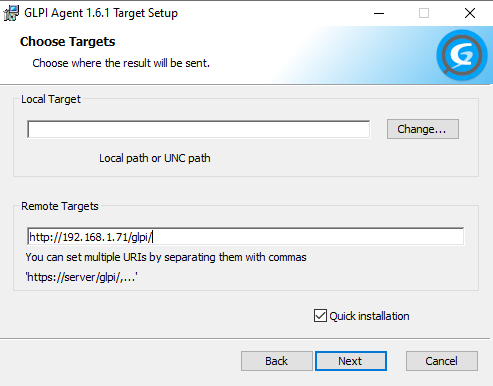 GLPI Agent 1.6.1 Target Setup
Choose Targets
Choose where the result will be sent.
Local Target
Change...
Local path or UNC path
Remote Targets
http://192.168.1.71/glpi/
You can set multiple URIs by separating them with commas
'https://server/glpi/,...'
Quick installation
Back
Next
Cancel